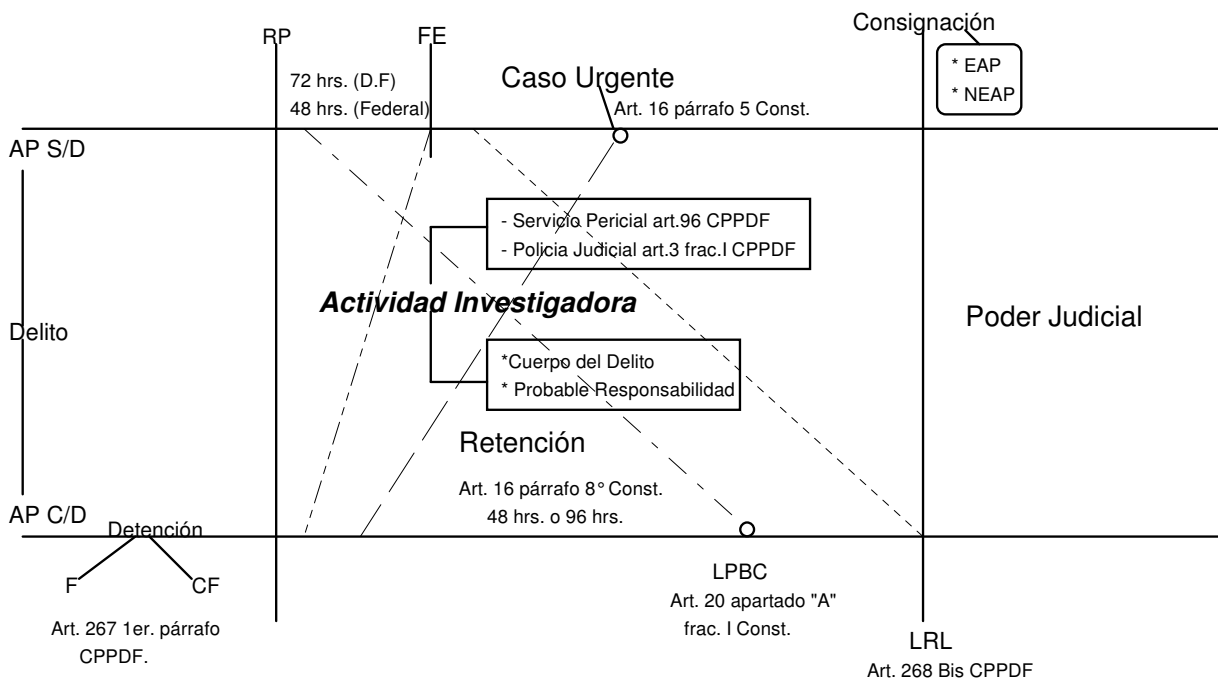 Consignación
RP
FE
* EAP
* NEAP
72 hrs. (D.F)
48 hrs. (Federal)
Caso Urgente
Art. 16 párrafo 5 Const.
AP S/D
- Servicio Pericial art.96 CPPDF
- Policia Judicial art.3 frac.I CPPDF
Actividad Investigadora
Poder Judicial
Delito
*Cuerpo del Delito
* Probable Responsabilidad
Retención
Art. 16 párrafo 8° Const.
48 hrs. o 96 hrs.
AP C/D
Detención
F
CF
Art. 267 1er. párrafo
CPPDF.
LPBC
Art. 20 apartado "A"
frac. I Const.
LRL
Art. 268 Bis CPPDF